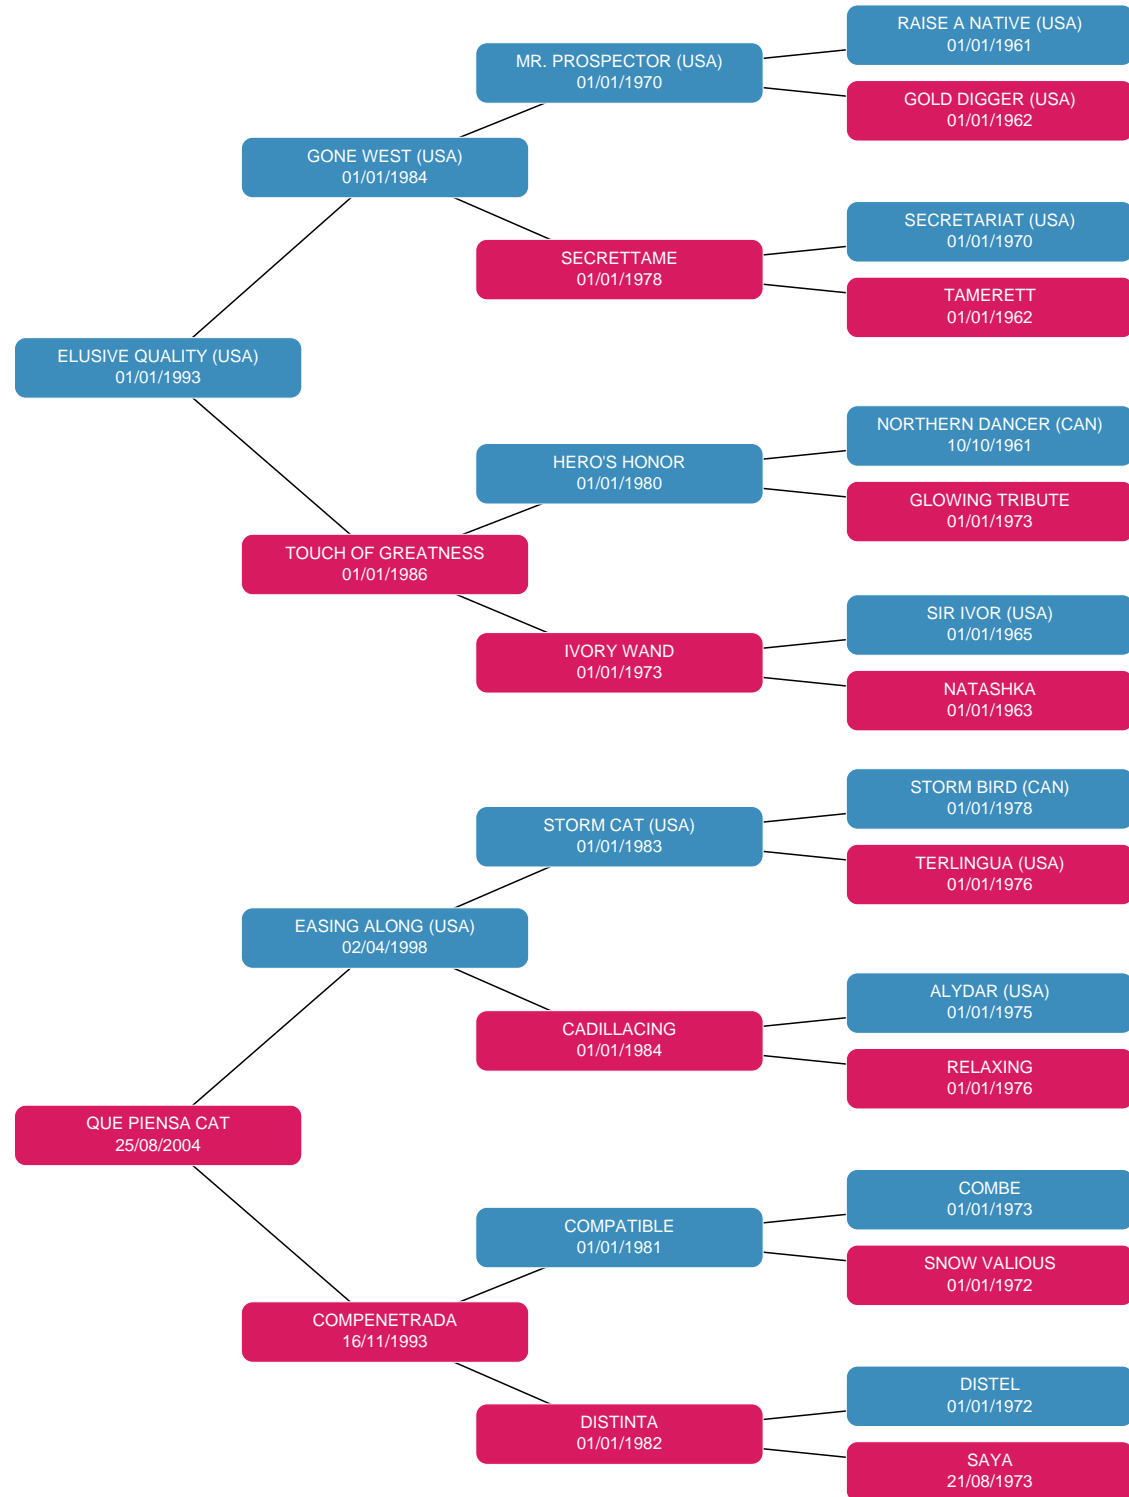 RAISE A NATIVE (USA)
01/01/1961
MR. PROSPECTOR (USA)
01/01/1970
GOLD DIGGER (USA)
01/01/1962
GONE WEST (USA)
01/01/1984
SECRETARIAT (USA)
01/01/1970
SECRETTAME
01/01/1978
TAMERETT
01/01/1962
ELUSIVE QUALITY (USA)
01/01/1993
NORTHERN DANCER (CAN)
10/10/1961
HERO'S HONOR
01/01/1980
GLOWING TRIBUTE
01/01/1973
TOUCH OF GREATNESS
01/01/1986
SIR IVOR (USA)
01/01/1965
IVORY WAND
01/01/1973
NATASHKA
01/01/1963
STORM BIRD (CAN)
01/01/1978
STORM CAT (USA)
01/01/1983
TERLINGUA (USA)
01/01/1976
EASING ALONG (USA)
02/04/1998
ALYDAR (USA)
01/01/1975
CADILLACING
01/01/1984
RELAXING
01/01/1976
QUE PIENSA CAT
25/08/2004
COMBE
01/01/1973
COMPATIBLE
01/01/1981
SNOW VALIOUS
01/01/1972
COMPENETRADA
16/11/1993
DISTEL
01/01/1972
DISTINTA
01/01/1982
SAYA
21/08/1973